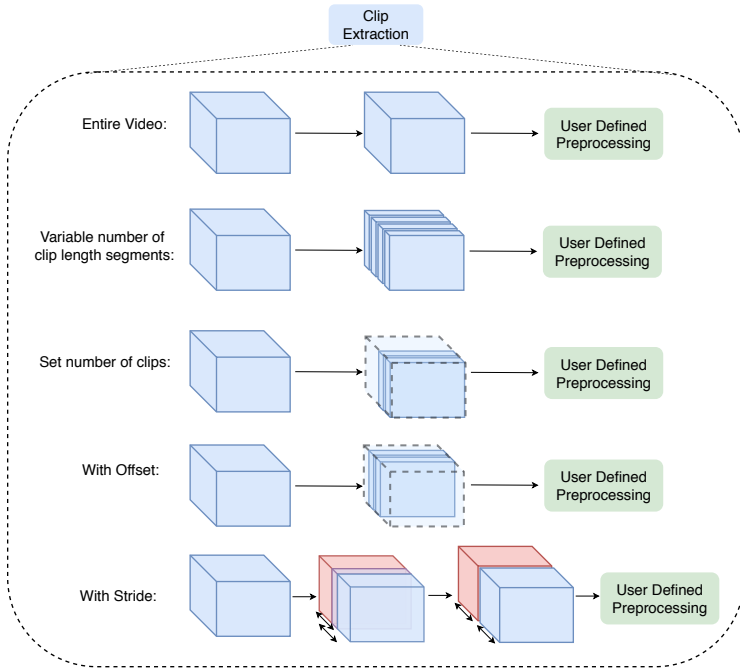 Clip
Extraction
Entire Video:
User Defined
Preprocessing
Variable number of
clip length segments:
User Defined
Preprocessing
Set number of clips:
User Defined
Preprocessing
With Offset:
User Defined
Preprocessing
With Stride:
User Defined
Preprocessing